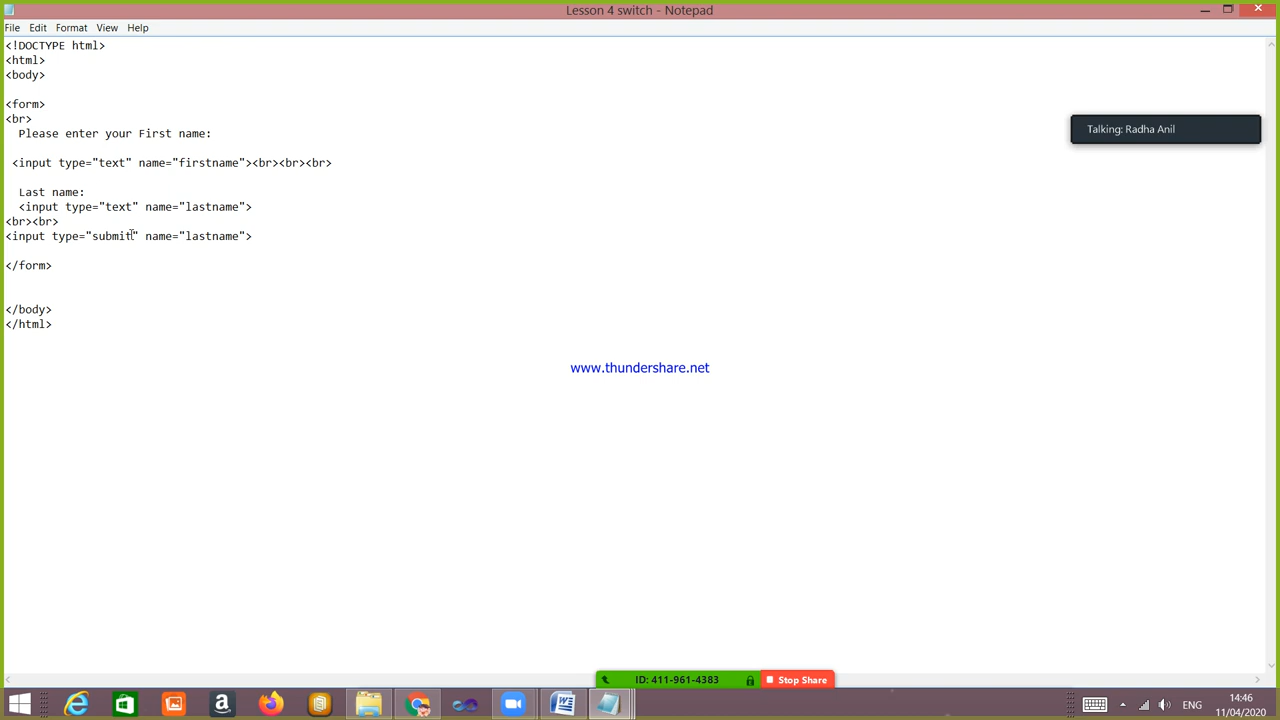 Lesson 4 switch - Notepad
File Edit Format View Help
<!DOCTYPE html>
<html>
<body>
<form>
<br>
Please enter your First name:
<input type="text" name="firstname"><br><br><br>
Last name:
<input type="text" name="lastname">
<br><br>
<input type="submit" name="lastname">
</form>
</body>
</html>
Talking: Radha Anil
www.thundershare.net
ID: 411-961-4383 Stop Share
ENG
14:46
11/04/2020